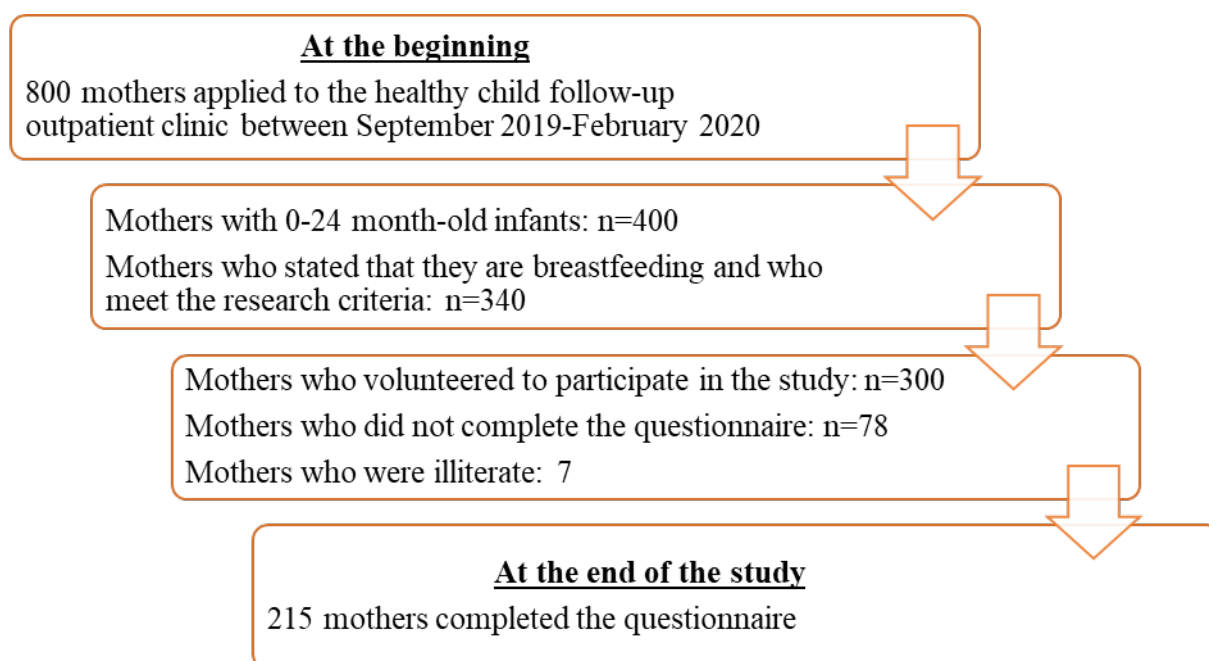 At the beginning
800 mothers applied to the healthy child follow-up
outpatient clinic between September 2019-February 2020
Mothers with 0-24 month-old infants: n=400
Mothers who stated that they are breastfeeding and who
meet the research criteria: n=340
Mothers who volunteered to participate in the study: n=300
Mothers who did not complete the questionnaire: n=78
Mothers who were illiterate: 7
At the end of the study
215 mothers completed the questionnaire